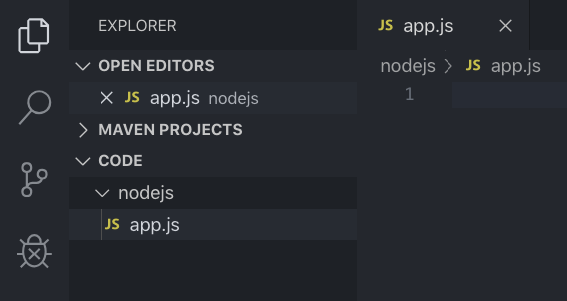 EXPLORER
OPEN EDITORS
JS app.js nodejs
MAVEN PROJECTS
CODE
nodejs
JS app.js
JS app.js
nodejs JS app.js
1